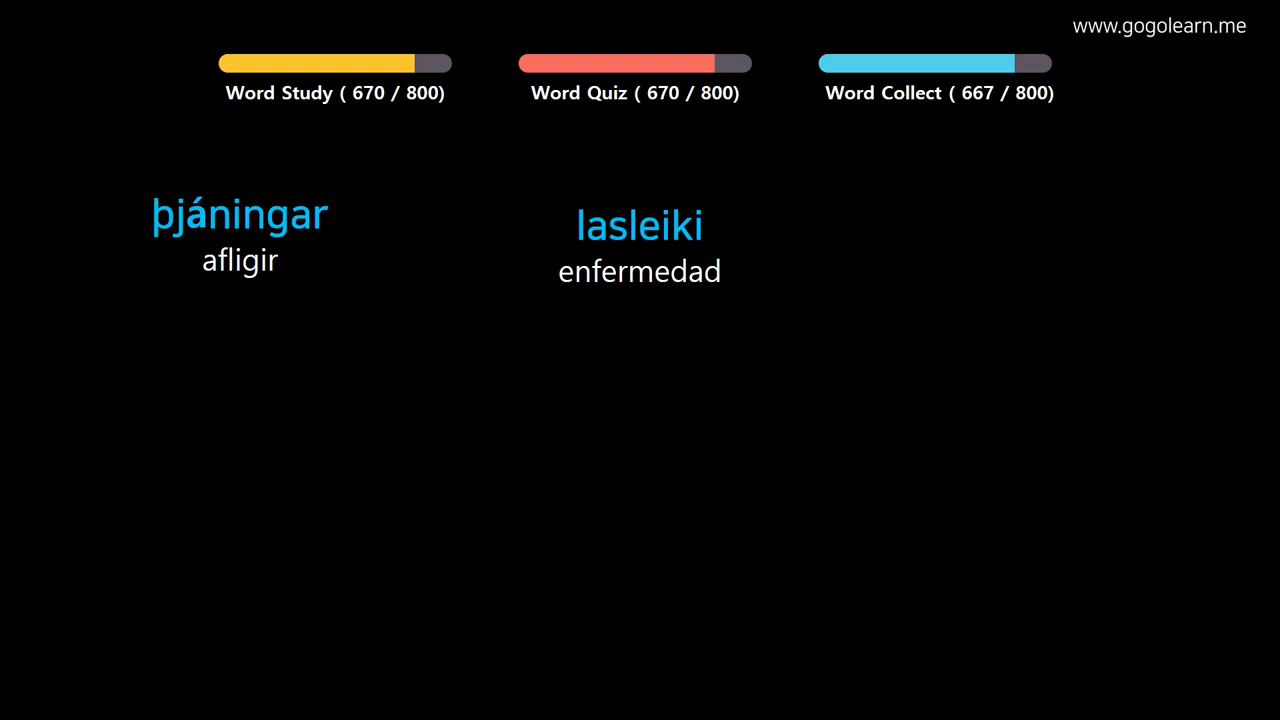 www.gogolearn.me
Word Study ( 670 / 800)
Word Quiz ( 670 / 800)
Word Collect ( 667 / 800)
þjáningar
afligir
lasleiki
enfermedad